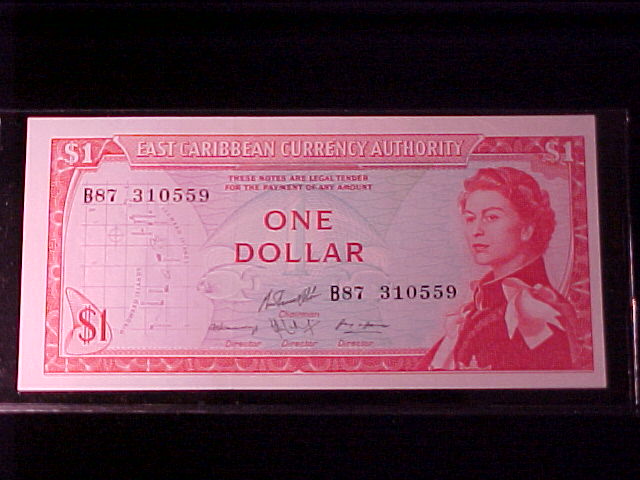 $1 EAST CARIBBEAN CURRENCY AUTHORITY $1
THESE NOTES ARE LEGAL TENDER
FOR THE PAYMENT OF ANY AMOUNT
B87 310559
ONE
DOLLAR
B87 310559
Chairman
$1
Director Director Director